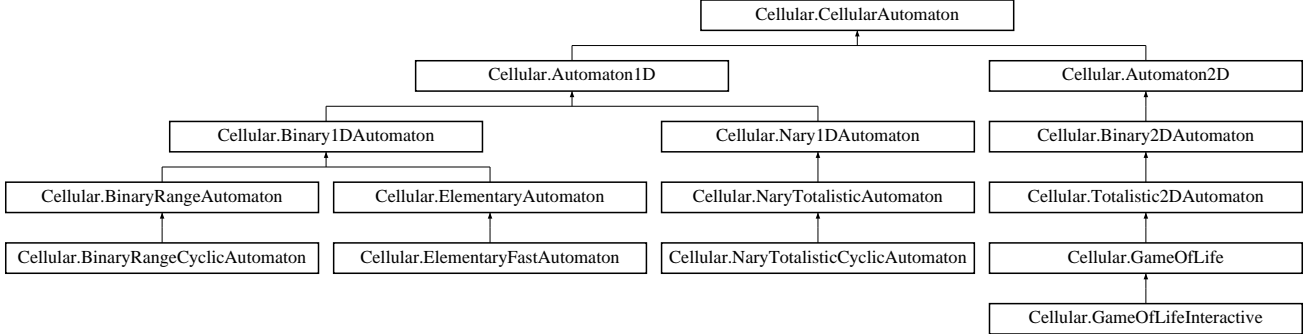 Cellular.CellularAutomaton
Cellular.Automaton1D
Cellular.Automaton2D
Cellular.Binary1DAutomaton
Cellular.Nary1DAutomaton
Cellular.Binary2DAutomaton
Cellular.BinaryRangeAutomaton
Cellular.ElementaryAutomaton
Cellular.NaryTotalisticAutomaton
Cellular.Totalistic2DAutomaton
Cellular.BinaryRangeCyclicAutomaton
Cellular.ElementaryFastAutomaton
Cellular.NaryTotalisticCyclicAutomaton
Cellular.GameOfLife
Cellular.GameOfLifeInteractive